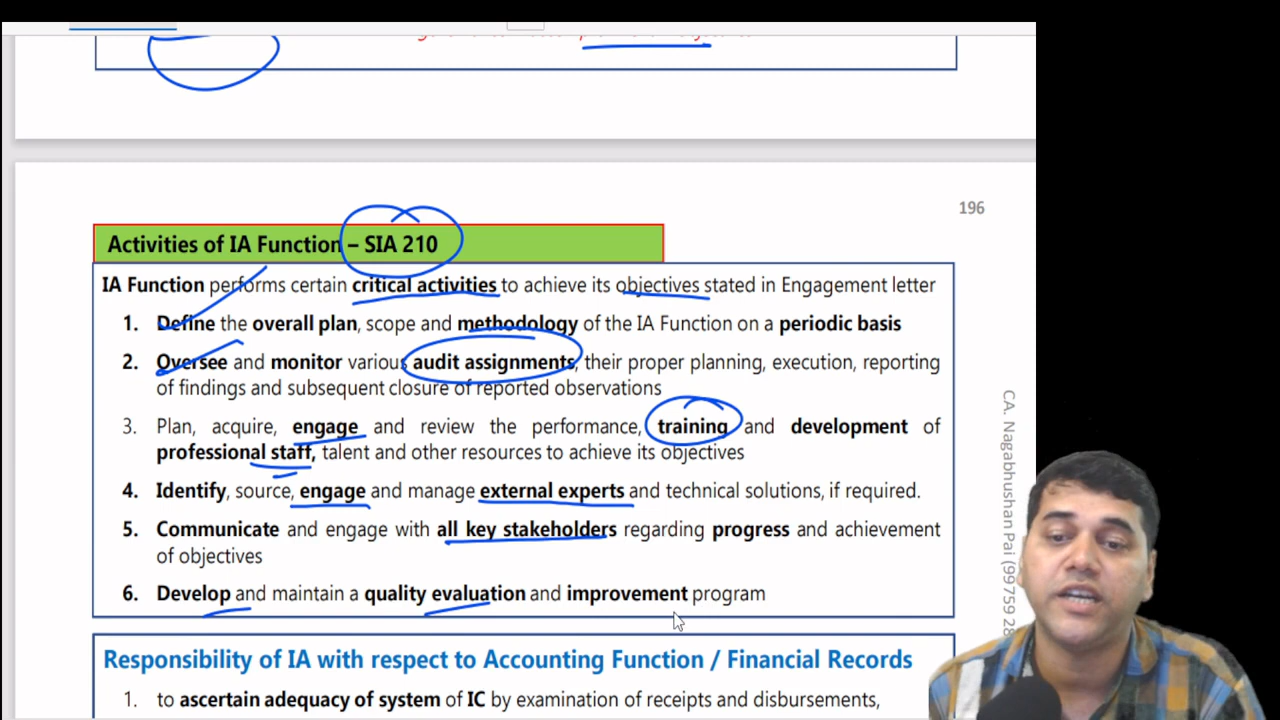 196
Activities of IA Function – SIA 210
IA Function performs certain critical activities to achieve its objectives stated in Engagement letter
1. Define the overall plan, scope and methodology of the IA Function on a periodic basis
2. Oversee and monitor various audit assignments, their proper planning, execution, reporting
of findings and subsequent closure of reported observations
3. Plan, acquire, engage and review the performance, training and development of
professional staff, talent and other resources to achieve its objectives
4. Identify, source, engage and manage external experts and technical solutions, if required.
5. Communicate and engage with all key stakeholders regarding progress and achievement
of objectives
6. Develop and maintain a quality evaluation and improvement program
Responsibility of IA with respect to Accounting Function / Financial Records
1. to ascertain adequacy of system of IC by examination of receipts and disbursements,
CA. Nagabhushan Pai (99759 28